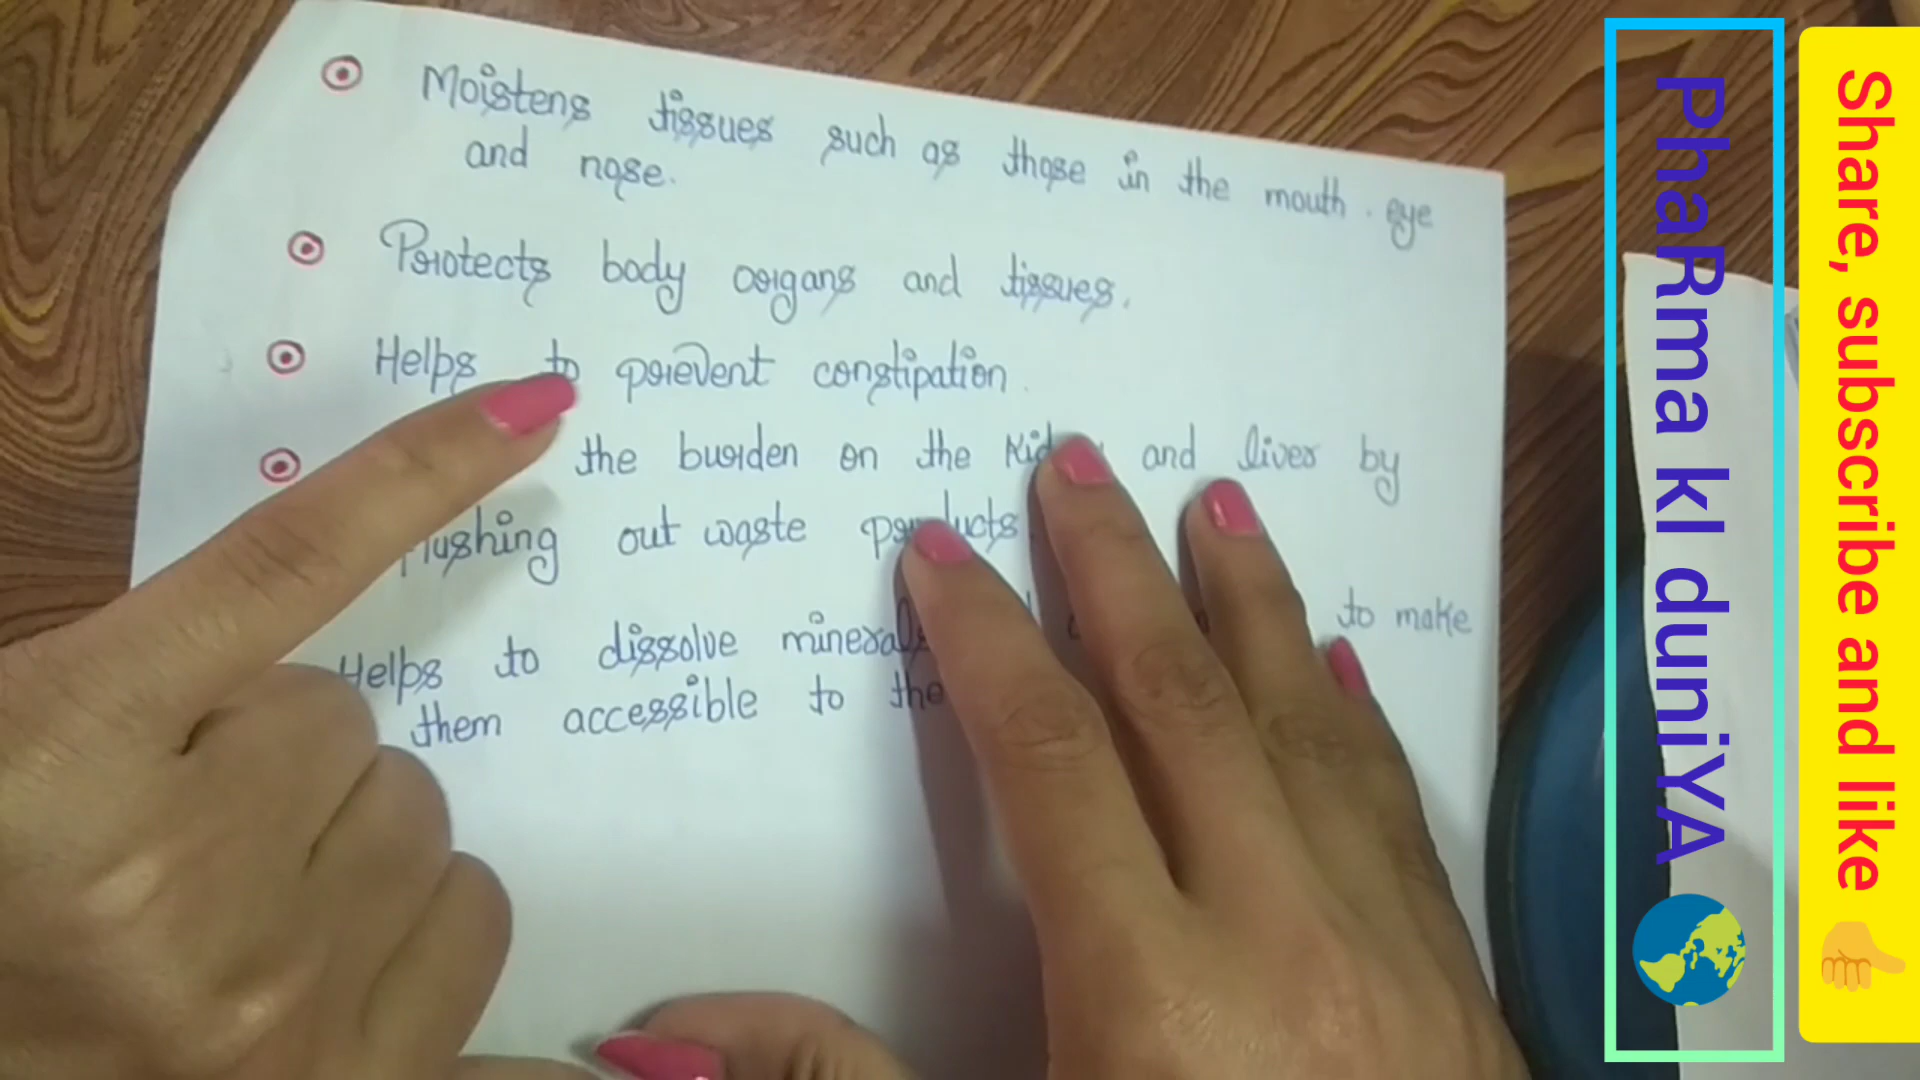 Moistens tissues such as those in the mouth. eye
and nose.
Protects body organs and tissues.
Helps to prevent constipation.
the burden on the and liver by
flushing out waste products
Helps to dissolve minerals to make
them accessible to the
Share, subscribe and like 👍
PhaRma kI duniYA 🌎